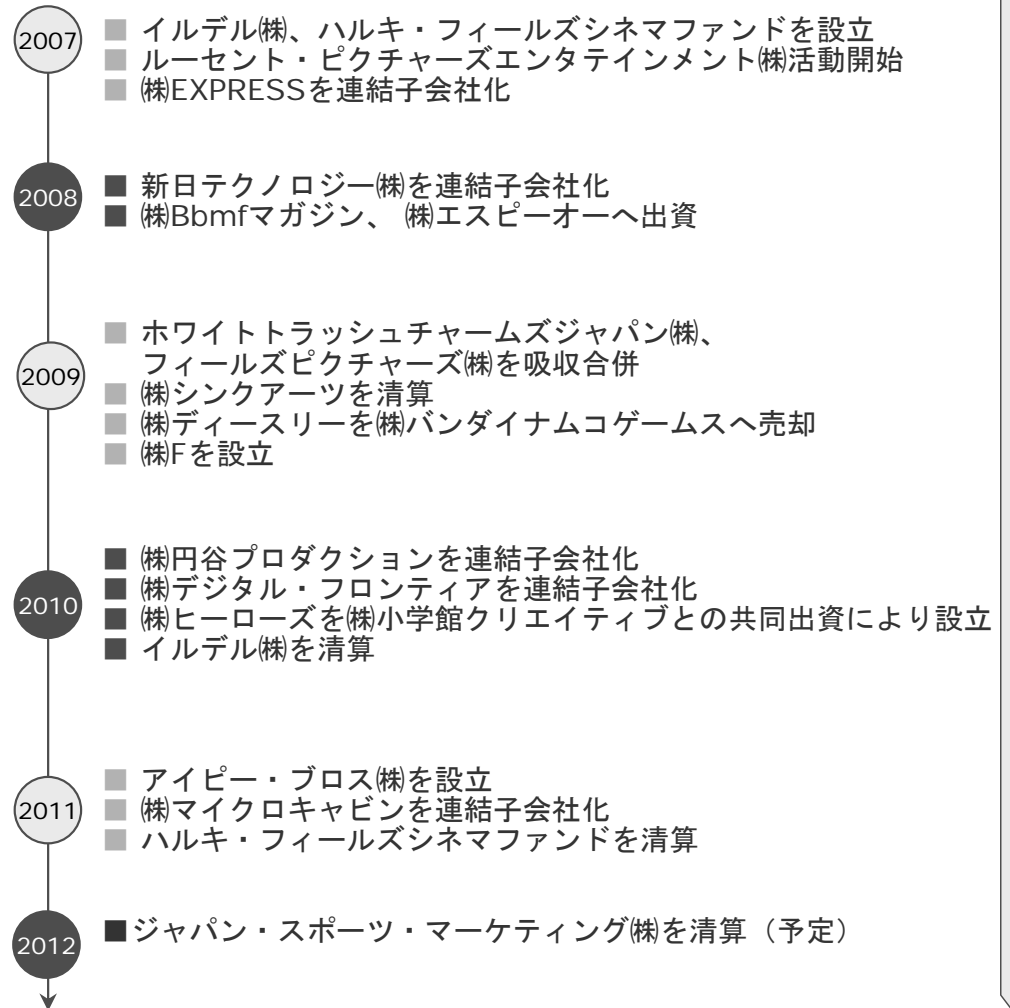 2007
■ イルデル㈱、ハルキ・フィールズシネマファンドを設立
■ ルーセント・ピクチャーズエンタテインメント㈱活動開始
■ ㈱EXPRESSを連結子会社化
2008
■ 新日テクノロジー㈱を連結子会社化
■ ㈱Bbmfマガジン、 ㈱エスピーオーへ出資
2009
■ ホワイトトラッシュチャームズジャパン㈱、
フィールズピクチャーズ㈱を吸収合併
■ ㈱シンクアーツを清算
■ ㈱ディースリーを㈱バンダイナムコゲームスへ売却
■ ㈱Fを設立
2010
■ ㈱円谷プロダクションを連結子会社化
■ ㈱デジタル・フロンティアを連結子会社化
■ ㈱ヒーローズを㈱小学館クリエイティブとの共同出資により設立
■ イルデル㈱を清算
2011
■ アイピー・ブロス㈱を設立
■ ㈱マイクロキャビンを連結子会社化
■ ハルキ・フィールズシネマファンドを清算
2012
■ジャパン・スポーツ・マーケティング㈱を清算（予定）